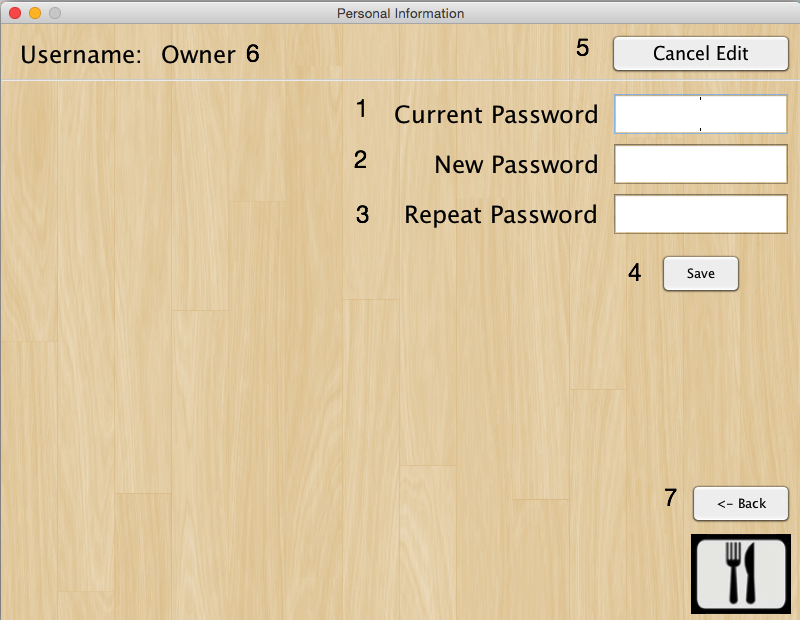 Personal Information
Username: Owner 6
5 Cancel Edit
1 Current Password
2 New Password
3 Repeat Password
4 Save
7 <- Back